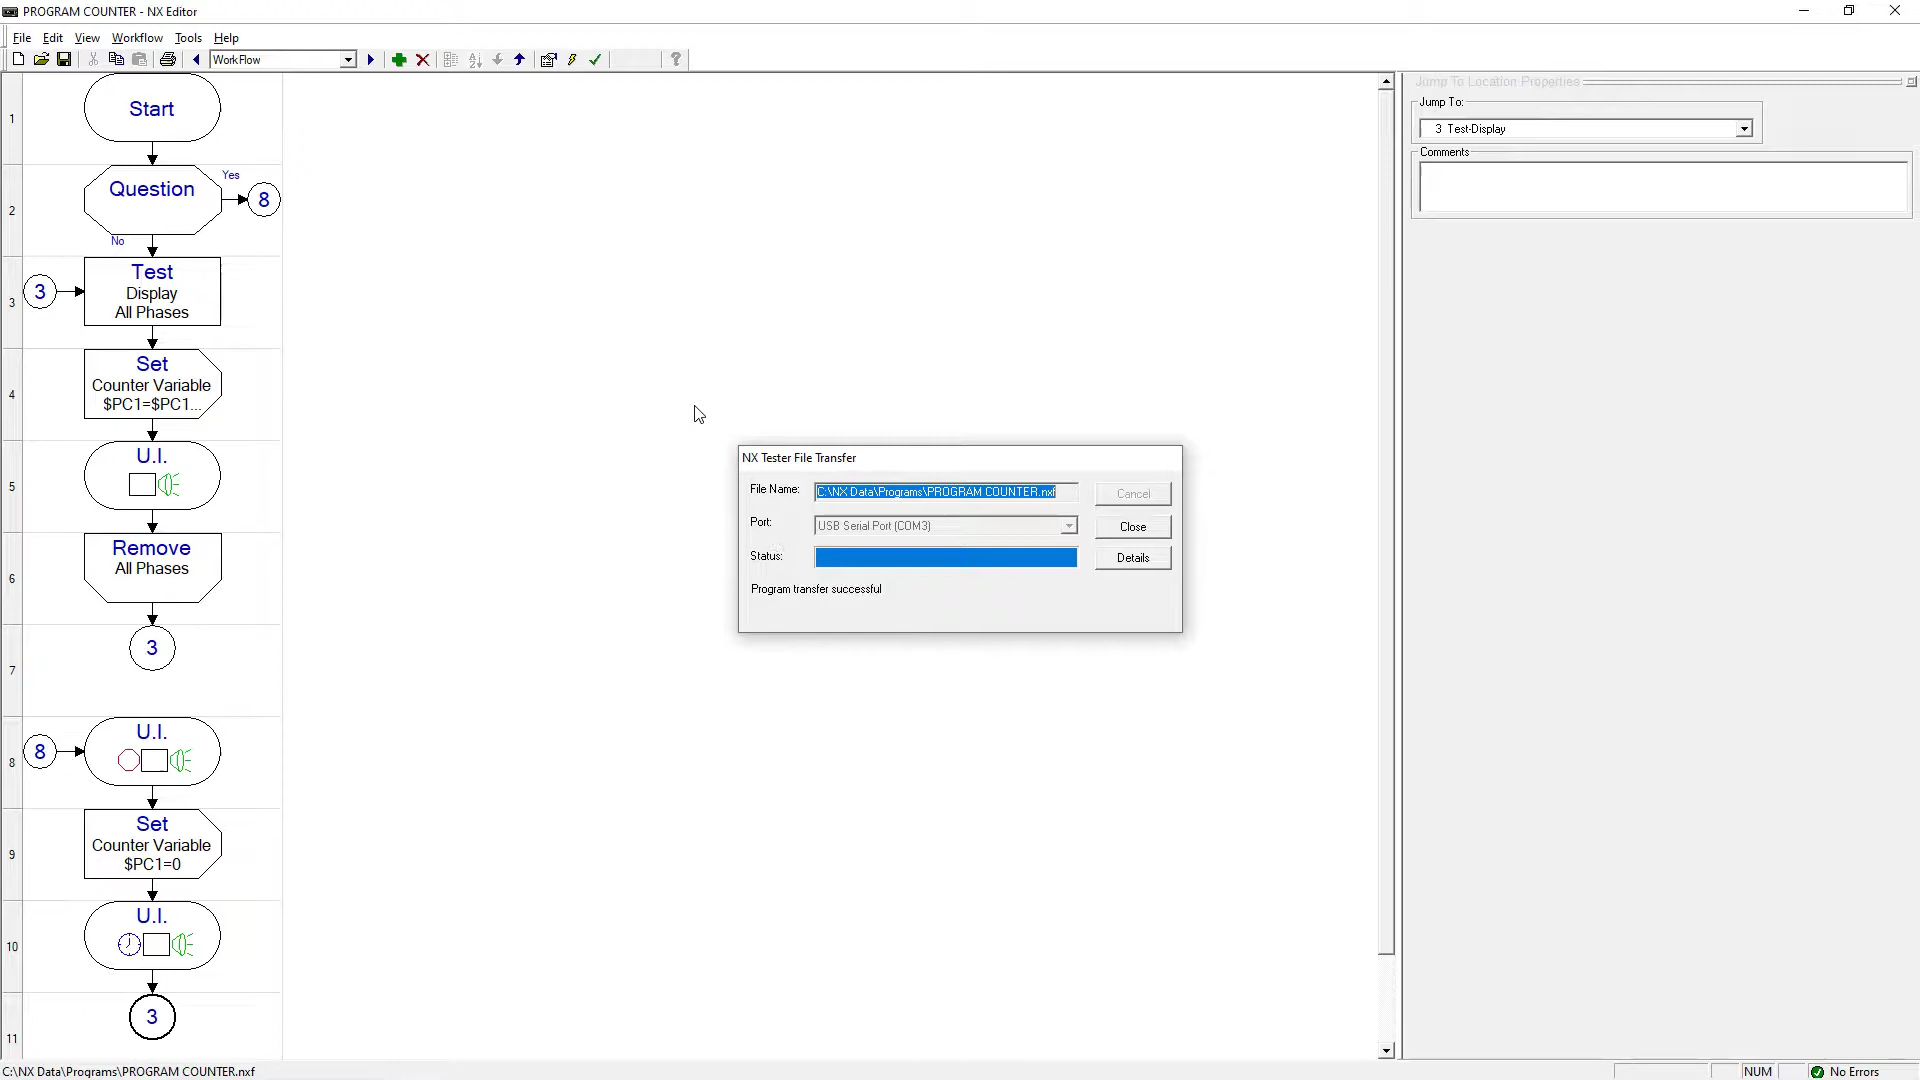 PROGRAM COUNTER - NX Editor
File Edit View Workflow Tools Help
WorkFlow
1
Start
2
Question
Yes
8
No
3
3
Test
Display
All Phases
4
Set
Counter Variable
$PC1=$PC1...
5
U.I.
6
Remove
All Phases
7
3
8
8
U.I.
9
Set
Counter Variable
$PC1=0
10
U.I.
11
3
NX Tester File Transfer
File Name: C:\NX Data\Programs\PROGRAM COUNTER.nxf Cancel
Port: USB Serial Port (COM3) Close
Status: Details
Program transfer successful
Jump To Location Properties
Jump To:
3 Test-Display
Comments
C:\NX Data\Programs\PROGRAM COUNTER.nxf
NUM
No Errors